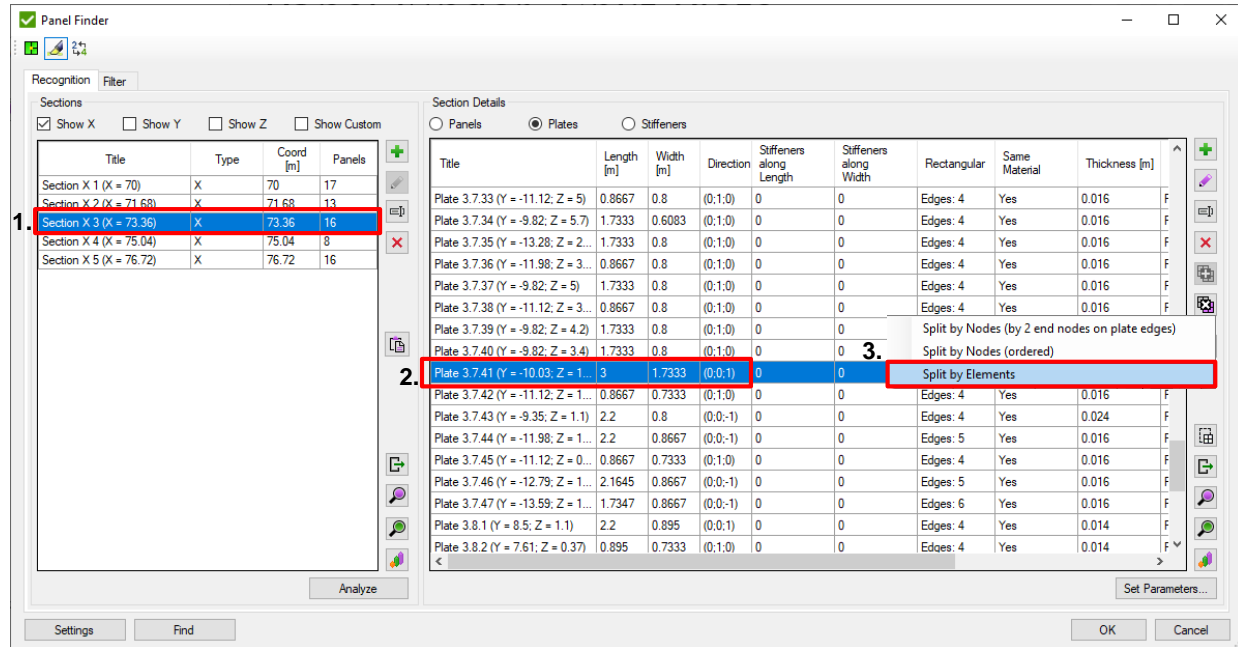 Panel Finder
Recognition Filter
Sections
Show X Show Y Show Z Show Custom
Title Type Coord [m] Panels
Section X 1 (X = 70) X 70 17
Section X 2 (X = 71.68) X 71.68 13
1. Section X 3 (X = 73.36) X 73.36 16
Section X 4 (X = 75.04) X 75.04 8
Section X 5 (X = 76.72) X 76.72 16
Analyze
Section Details
Panels Plates Stiffeners
Title Length [m] Width [m] Direction Stiffeners along Length Stiffeners along Width Rectangular Same Material Thickness [m]
Plate 3.7.33 (Y = -11.12; Z = 5) 0.8667 0.8 (0;1;0) 0 0 Edges: 4 Yes 0.016 F
Plate 3.7.34 (Y = -9.82; Z = 5.7) 1.7333 0.6083 (0;1;0) 0 0 Edges: 4 Yes 0.016 F
Plate 3.7.35 (Y = -13.28; Z = 2... 1.7333 0.8 (0;1;0) 0 0 Edges: 4 Yes 0.016 F
Plate 3.7.36 (Y = -11.98; Z = 3... 0.8667 0.8 (0;1;0) 0 0 Edges: 4 Yes 0.016 F
Plate 3.7.37 (Y = -9.82; Z = 5) 1.7333 0.8 (0;1;0) 0 0 Edges: 4 Yes 0.016 F
Plate 3.7.38 (Y = -11.12; Z = 3... 0.8667 0.8 (0;1;0) 0 0 Edges: 4 Yes 0.016 F
Plate 3.7.39 (Y = -9.82; Z = 4.2) 1.7333 0.8 (0;1;0) 0 0 Split by Nodes (by 2 end nodes on plate edges)
Plate 3.7.40 (Y = -9.82; Z = 3.4) 1.7333 0.8 (0;1;0) 0 0 3. Split by Nodes (ordered)
2. Plate 3.7.41 (Y = -10.03; Z = 1... 3 1.7333 (0;0;1) 0 0 Split by Elements
Plate 3.7.42 (Y = -11.12; Z = 1... 0.8667 0.7333 (0;1;0) 0 0 Edges: 4 Yes 0.016 F
Plate 3.7.43 (Y = -9.35; Z = 1.1) 2.2 0.8 (0;0;-1) 0 0 Edges: 4 Yes 0.024 F
Plate 3.7.44 (Y = -11.98; Z = 1... 2.2 0.8667 (0;0;-1) 0 0 Edges: 5 Yes 0.016 F
Plate 3.7.45 (Y = -11.12; Z = 0... 0.8667 0.7333 (0;1;0) 0 0 Edges: 4 Yes 0.016 F
Plate 3.7.46 (Y = -12.79; Z = 1... 2.1645 0.8667 (0;0;-1) 0 0 Edges: 5 Yes 0.016 F
Plate 3.7.47 (Y = -13.59; Z = 1... 1.7347 0.8667 (0;0;-1) 0 0 Edges: 6 Yes 0.016 F
Plate 3.8.1 (Y = 8.5; Z = 1.1) 2.2 0.895 (0;0;1) 0 0 Edges: 4 Yes 0.014 F
Plate 3.8.2 (Y = 7.61; Z = 0.37) 0.895 0.7333 (0;1;0) 0 0 Edges: 4 Yes 0.014 F
Set Parameters...
Settings Find OK Cancel